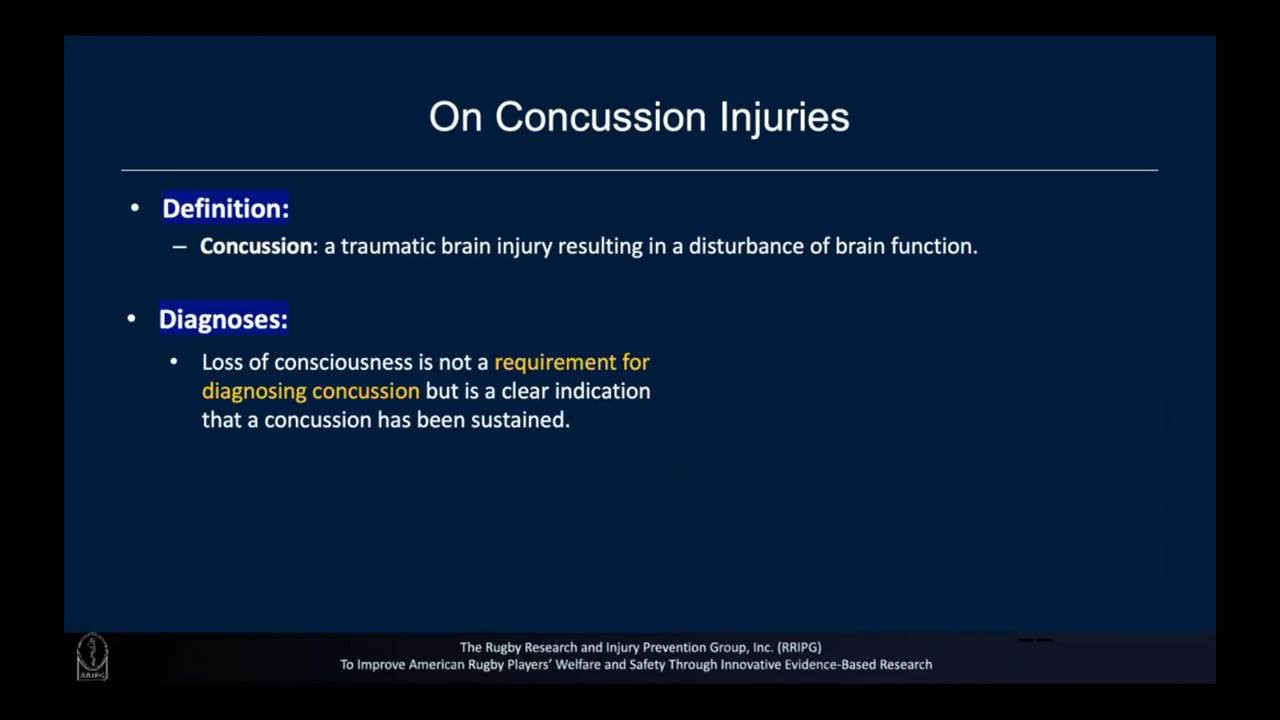 On Concussion Injuries
• Definition:
– Concussion: a traumatic brain injury resulting in a disturbance of brain function.
• Diagnoses:
• Loss of consciousness is not a requirement for
diagnosing concussion but is a clear indication
that a concussion has been sustained.
The Rugby Research and Injury Prevention Group, Inc. (RRIPG)
To Improve American Rugby Players’ Welfare and Safety Through Innovative Evidence-Based Research
RRIPG